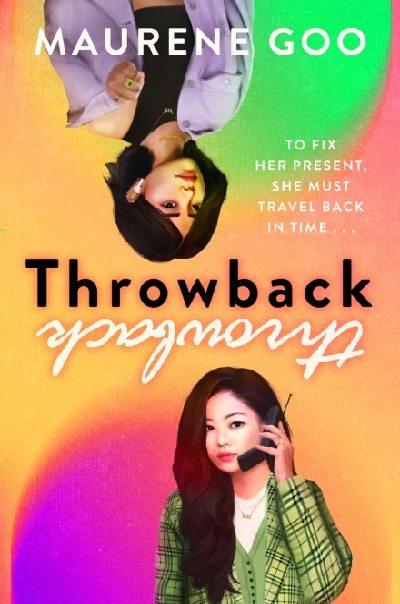 MAURENE GOO
TO FIX
HER PRESENT,
SHE MUST
TRAVEL BACK
IN TIME . . .
Throwback
throwback